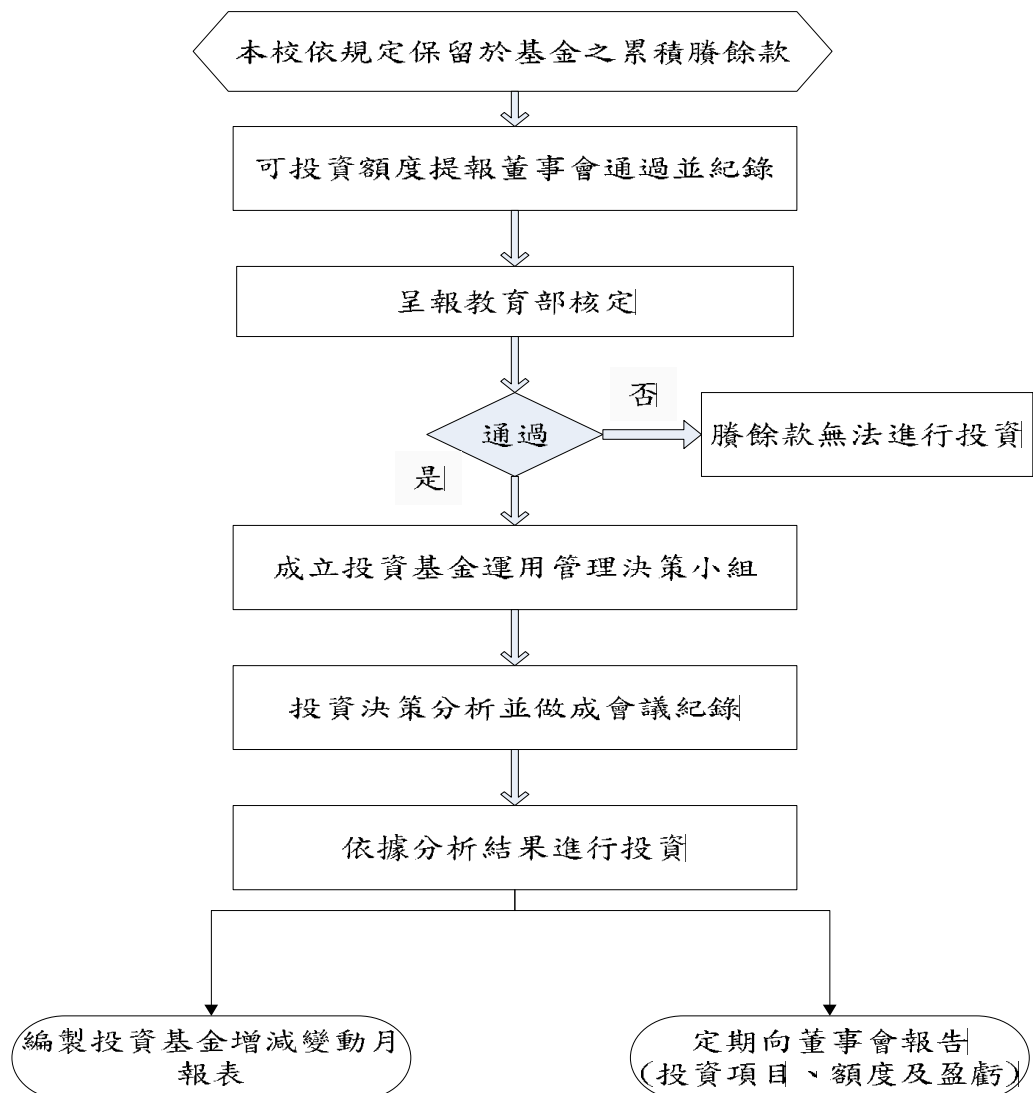 本校依規定保留於基金之累積賸餘款
可投資額度提報董事會通過並紀錄
呈報教育部核定
通過
否
賸餘款無法進行投資
是
成立投資基金運用管理決策小組
投資決策分析並做成會議紀錄
依據分析結果進行投資
編製投資基金增減變動月
報表
定期向董事會報告
(投資項目、額度及盈虧)